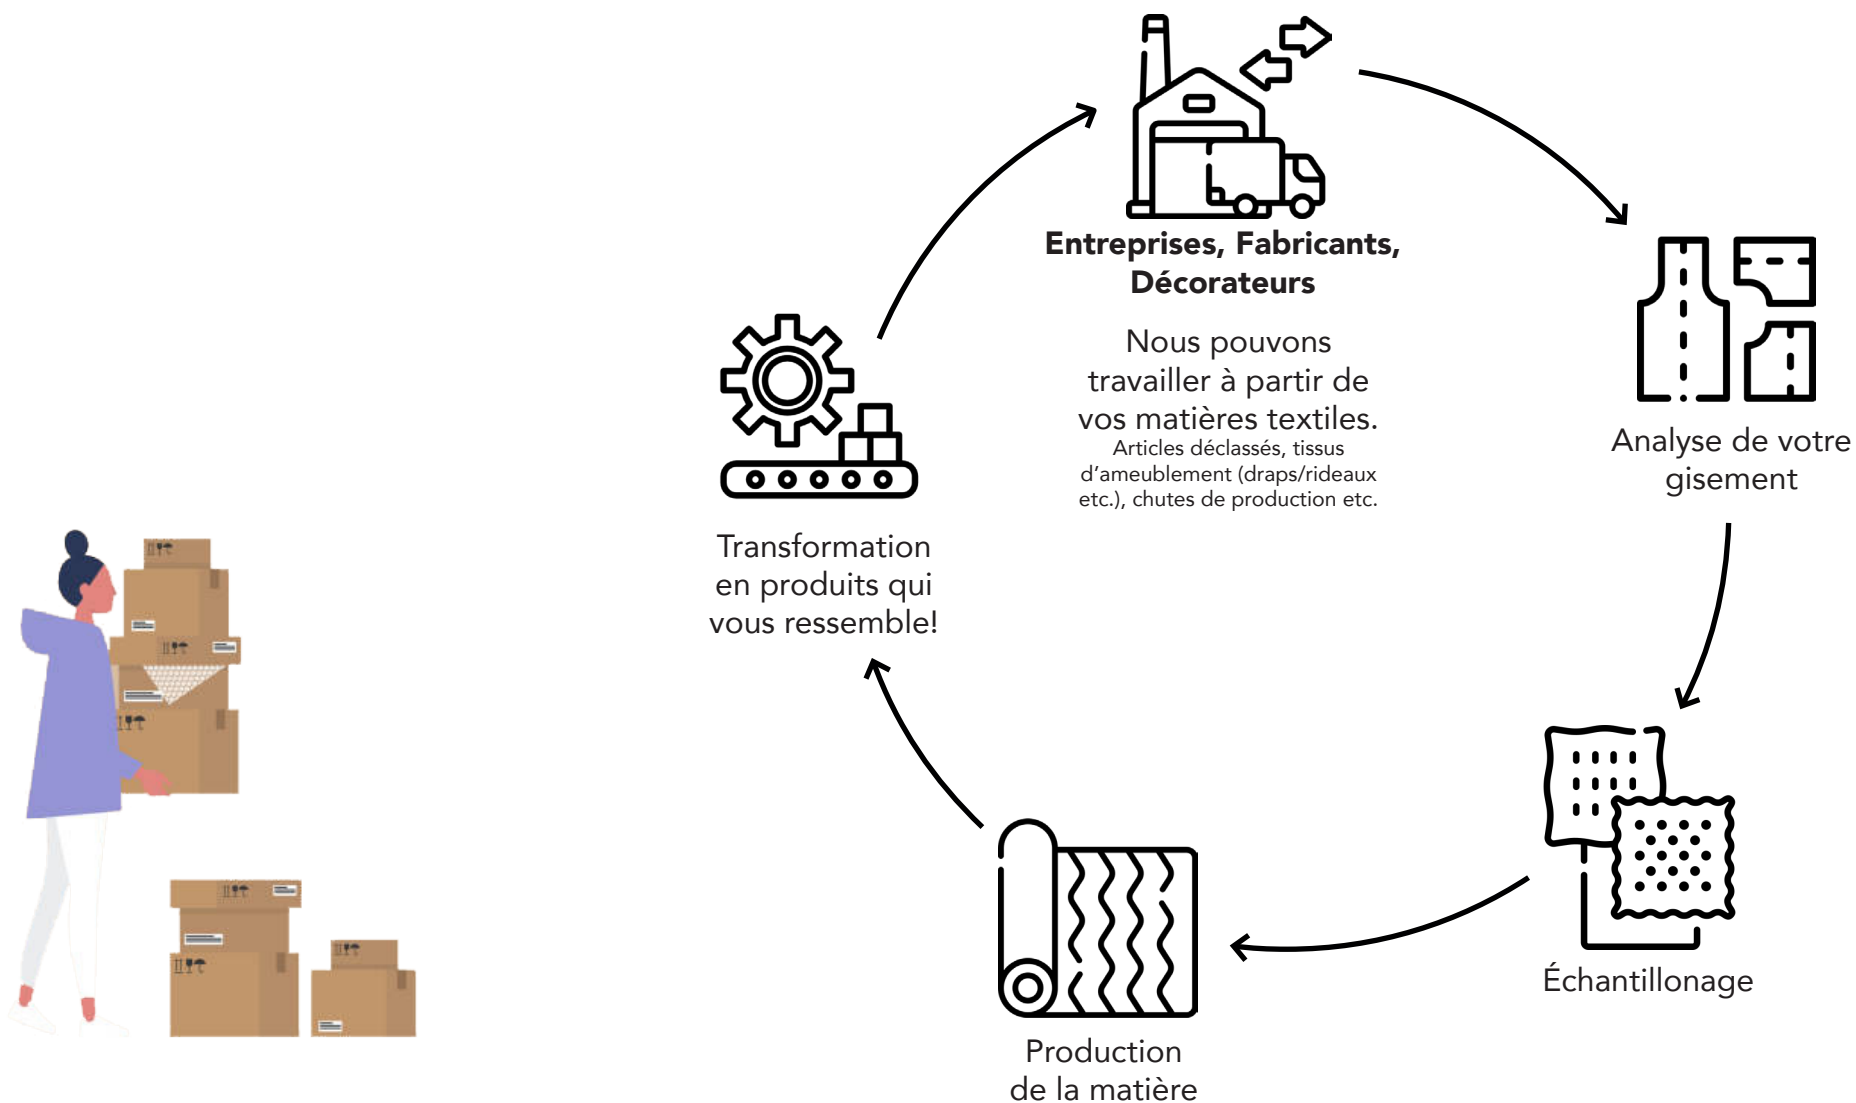 Entreprises, Fabricants,
Décorateurs
Nous pouvons
travailler à partir de
vos matières textiles.
Articles déclassés, tissus
d’ameublement (draps/rideaux
etc.), chutes de production etc.
Analyse de votre
gisement
Échantillonage
Production
de la matière
Transformation
en produits qui
vous ressemble!